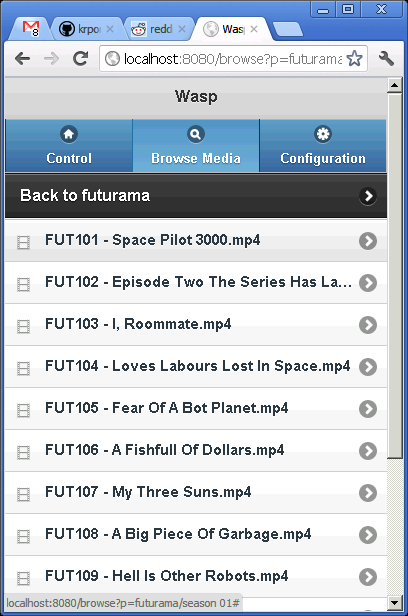 8
krpo
redd
Wasp
localhost:8080/browse?p=futurama
Wasp
Control
Browse Media
Configuration
Back to futurama
FUT101 - Space Pilot 3000.mp4
FUT102 - Episode Two The Series Has La...
FUT103 - I, Roommate.mp4
FUT104 - Loves Labours Lost In Space.mp4
FUT105 - Fear Of A Bot Planet.mp4
FUT106 - A Fishfull Of Dollars.mp4
FUT107 - My Three Suns.mp4
FUT108 - A Big Piece Of Garbage.mp4
FUT109 - Hell Is Other Robots.mp4
localhost:8080/browse?p=futurama/season 01#